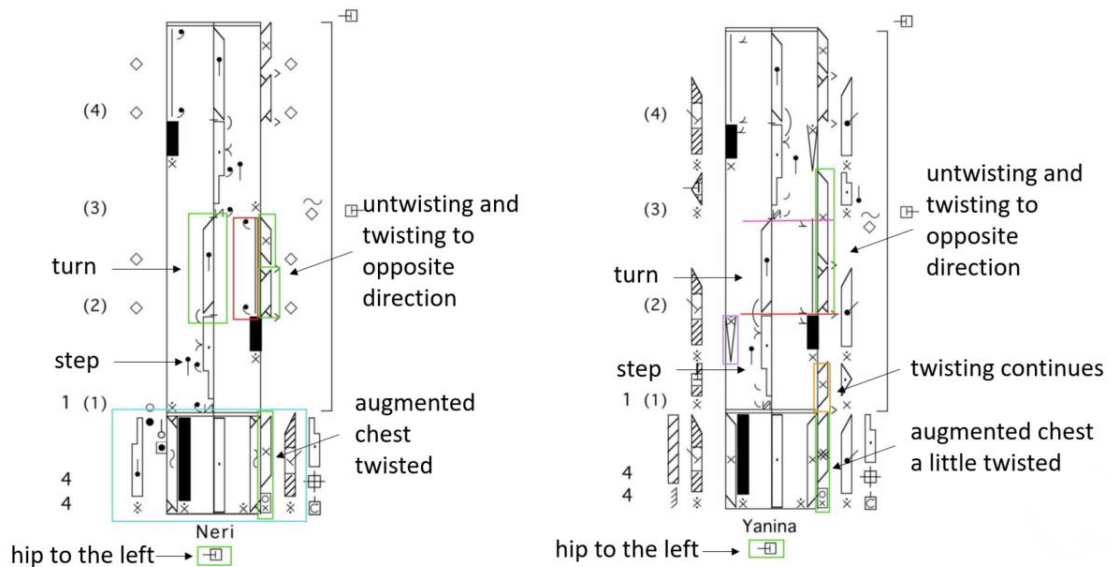 (4)
(3)
turn
(2)
step
1 (1)
4
4
untwisting and
twisting to
opposite
direction
augmented
chest
twisted
Neri
hip to the left
(4)
(3)
turn
(2)
step
1 (1)
4
4
untwisting and
twisting to
opposite
direction
twisting continues
augmented chest
a little twisted
Yanina
hip to the left